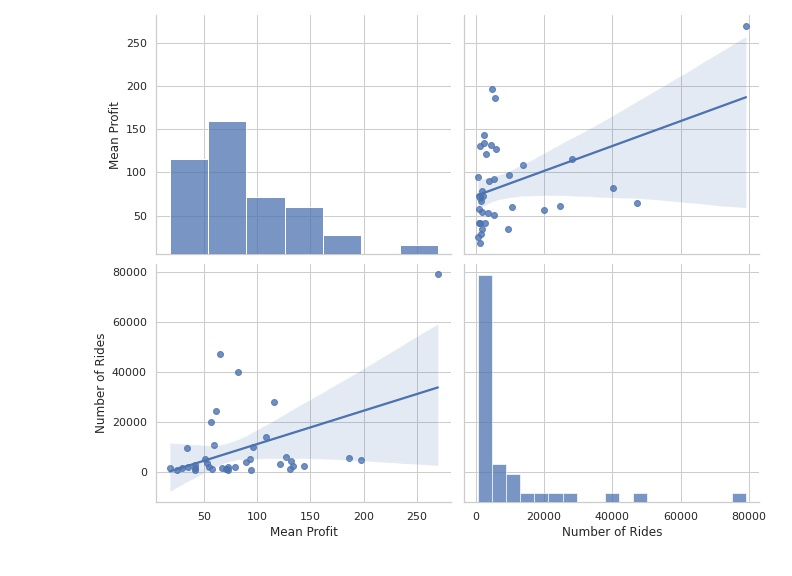 250
200
150
100
50
Mean Profit
80000
60000
40000
20000
0
Number of Rides
50 100 150 200 250
Mean Profit
0 20000 40000 60000 80000
Number of Rides